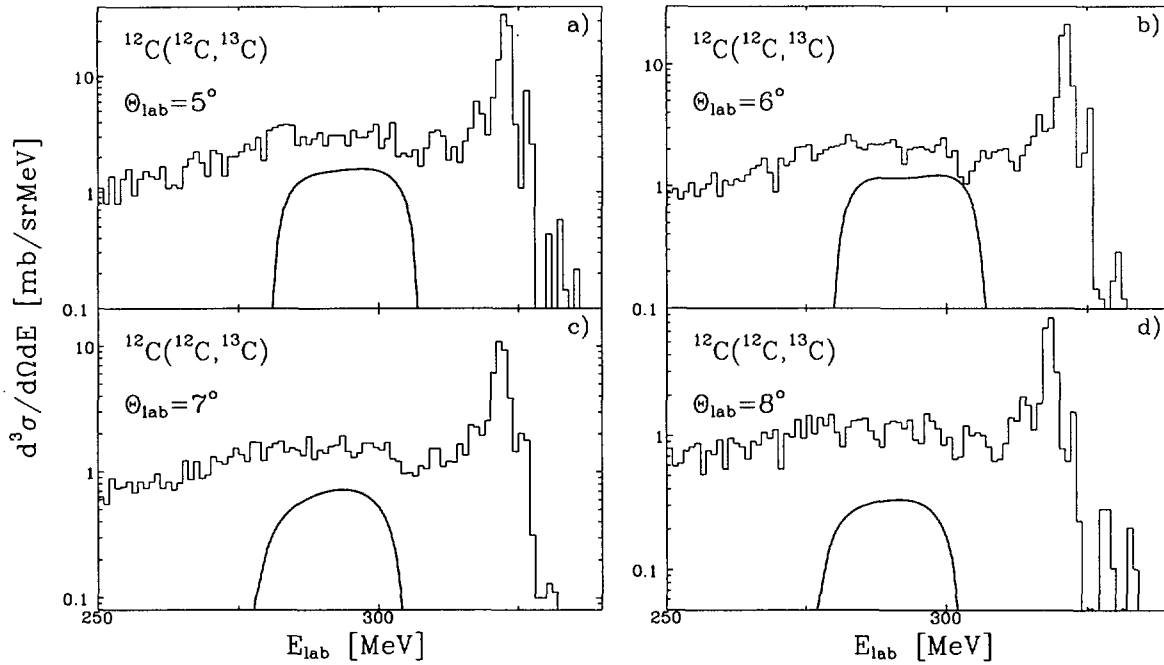 d³σ/dΩdE [mb/srMeV]
a)
¹²C(¹²C,¹³C)
Θlab=5°
10
1
0.1
b)
¹²C(¹²C,¹³C)
Θlab=6°
10
1
0.1
c)
¹²C(¹²C,¹³C)
Θlab=7°
10
1
0.1
250
300
Elab [MeV]
d)
¹²C(¹²C,¹³C)
Θlab=8°
1
0.1
250
300
Elab [MeV]